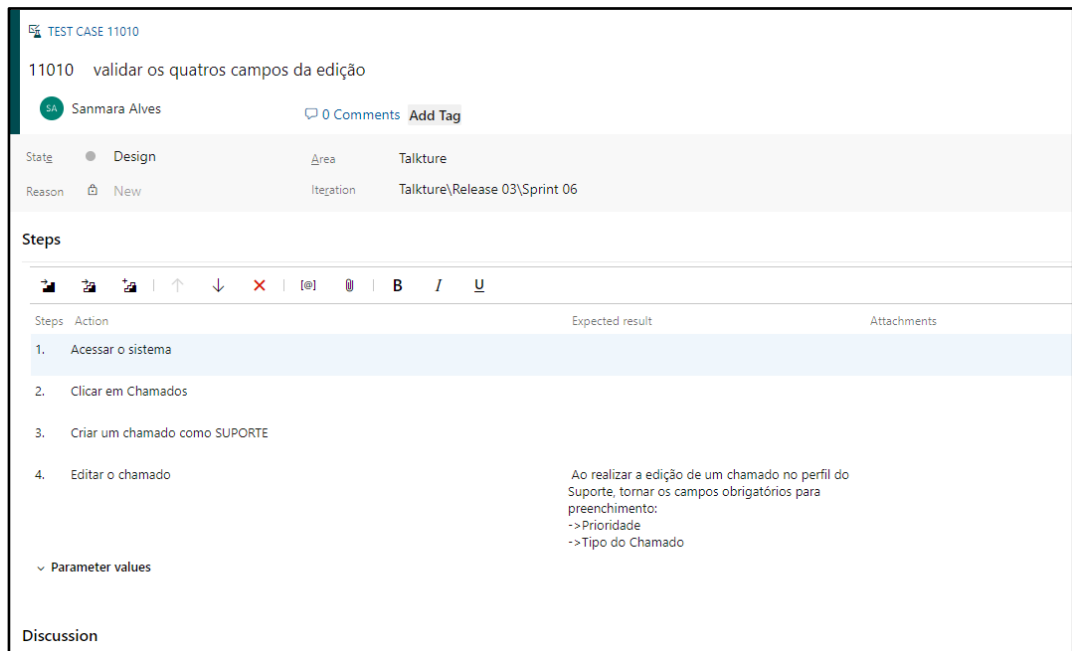 TEST CASE 11010
11010 validar os quatros campos da edição
SA Sanmara Alves 0 Comments Add Tag
State Design Area Talkture
Reason New Iteration Talkture\Release 03\Sprint 06
Steps
[@] B I U
Steps Action Expected result Attachments
1. Acessar o sistema
2. Clicar em Chamados
3. Criar um chamado como SUPORTE
4. Editar o chamado Ao realizar a edição de um chamado no perfil do
Suporte, tornar os campos obrigatórios para
preenchimento:
->Prioridade
->Tipo do Chamado
Parameter values
Discussion